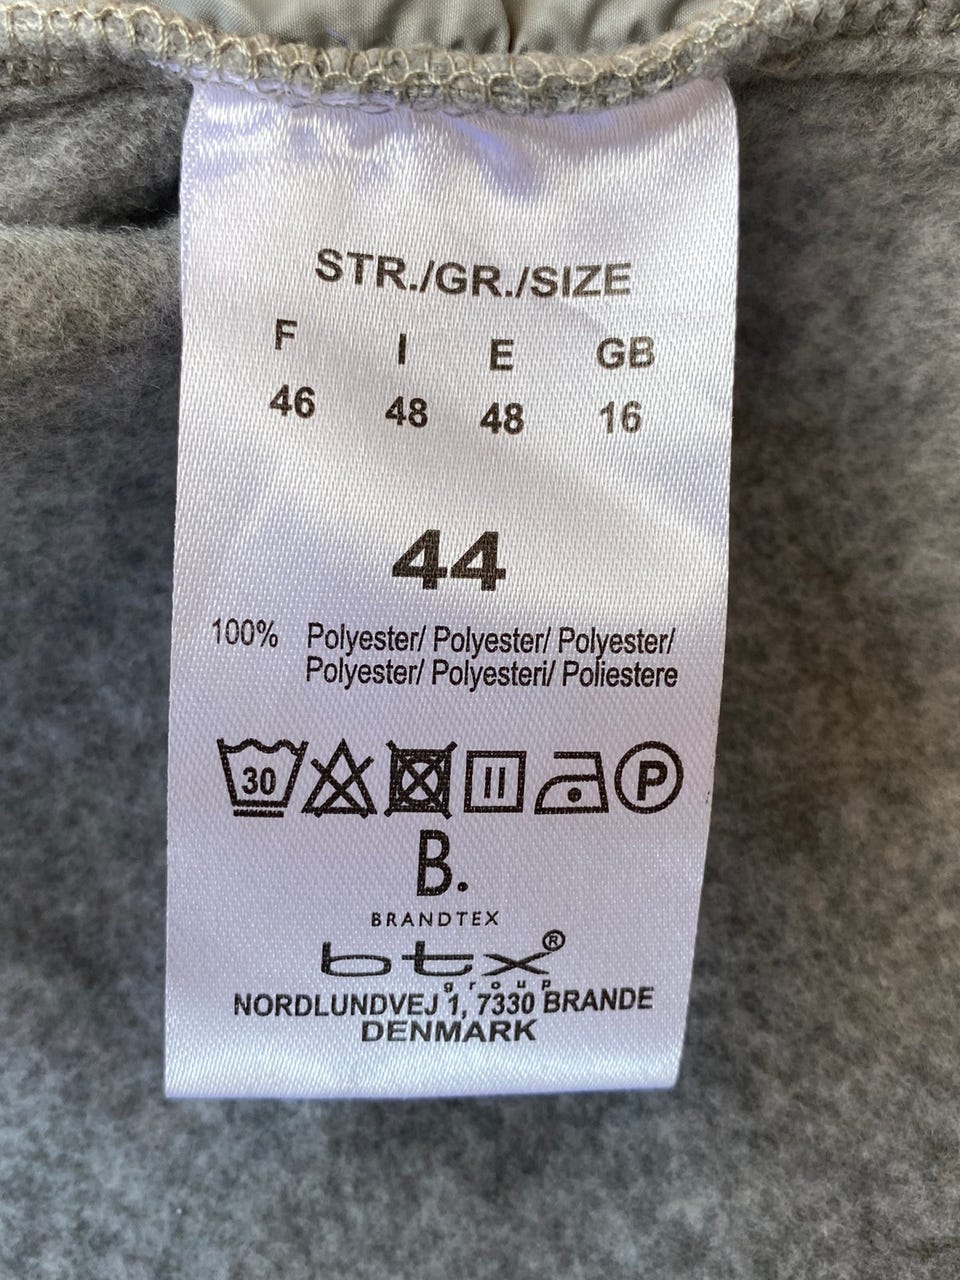 STR./GR./SIZE
F I E GB
46 48 48 16
44
100% Polyester/ Polyester/ Polyester/
Polyester/ Polyesteri/ Poliestere
30 P
B.
BRANDTEX
btx®
group
NORDLUNDVEJ 1, 7330 BRANDE
DENMARK